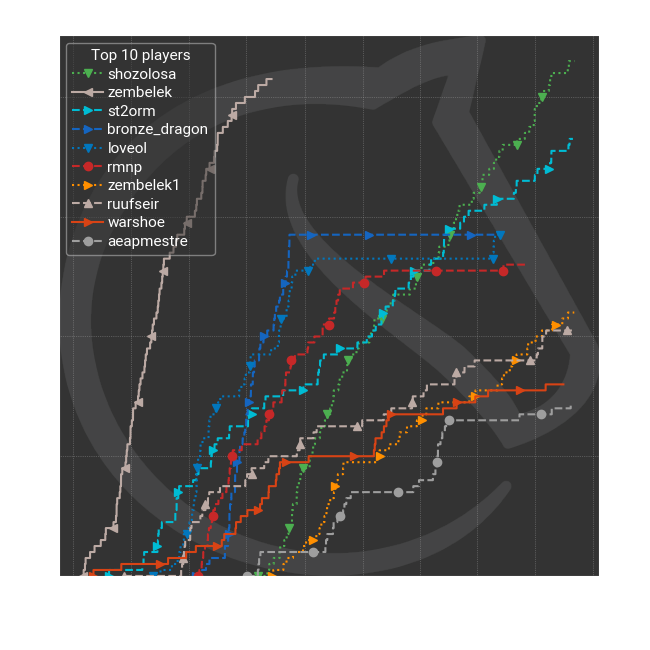 Top 10 players
shozolosa
zembelek
st2orm
bronze_dragon
loveol
rmnp
zembelek1
ruufseir
warshoe
aeapmestre